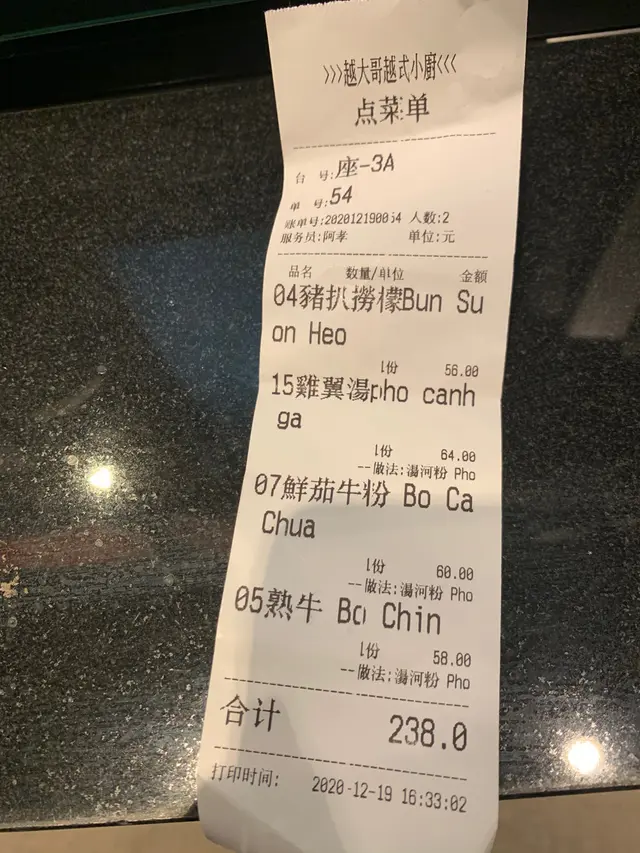 >>>越大哥越式小廚<<<
点菜单
台 号:座-3A
单 号:54
账单号:202012190054 人数:2
服务员:阿孝 单位:元
品名 数量/单位 金额
04豬扒撈檬Bun Su
on Heo
1份 56.00
15雞翼湯pho canh
ga
1份 64.00
--做法:湯河粉 Pho
07鮮茄牛粉 Bo Ca
Chua
1份 60.00
--做法:湯河粉 Pho
05熟牛 Bo Chin
1份 58.00
--做法:湯河粉 Pho
合计 238.0
打印时间: 2020-12-19 16:33:02